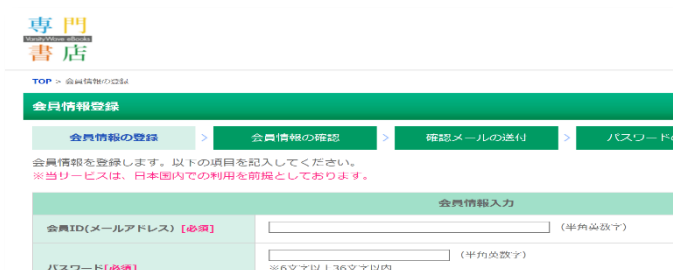 専門
VarsityWave eBooks
書店
TOP > 会員情報の登録
会員情報登録
会員情報の登録 > 会員情報の確認 > 確認メールの送付 > パスワードの
会員情報を登録します。以下の項目を記入してください。
※当サービスは、日本国内での利用を前提としております。
会員情報入力
会員ID(メールアドレス) [必須] (半角英数字)
(半角英数字)
パスワード[必須] ※6文字以上36文字以内